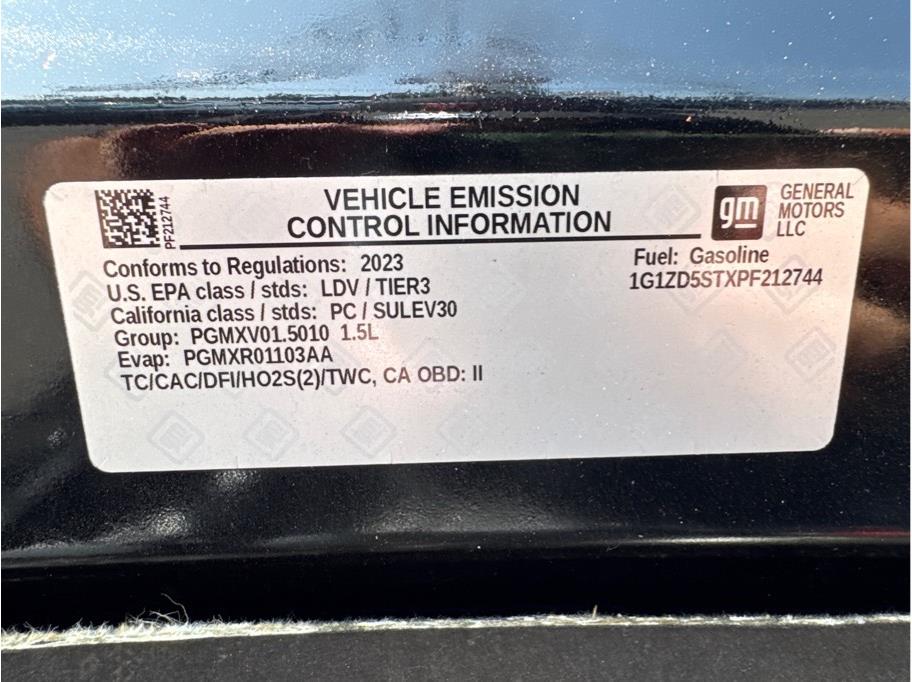 VEHICLE EMISSION
CONTROL INFORMATION
PF212744
gm
GENERAL
MOTORS
LLC
Conforms to Regulations: 2023
U.S. EPA class / stds: LDV / TIER3
California class / stds: PC / SULEV30
Group: PGMXV01.5010 1.5L
Evap: PGMXR01103AA
TC/CAC/DFI/HO2S(2)/TWC, CA OBD: II
Fuel: Gasoline
1G1ZD5STXPF212744